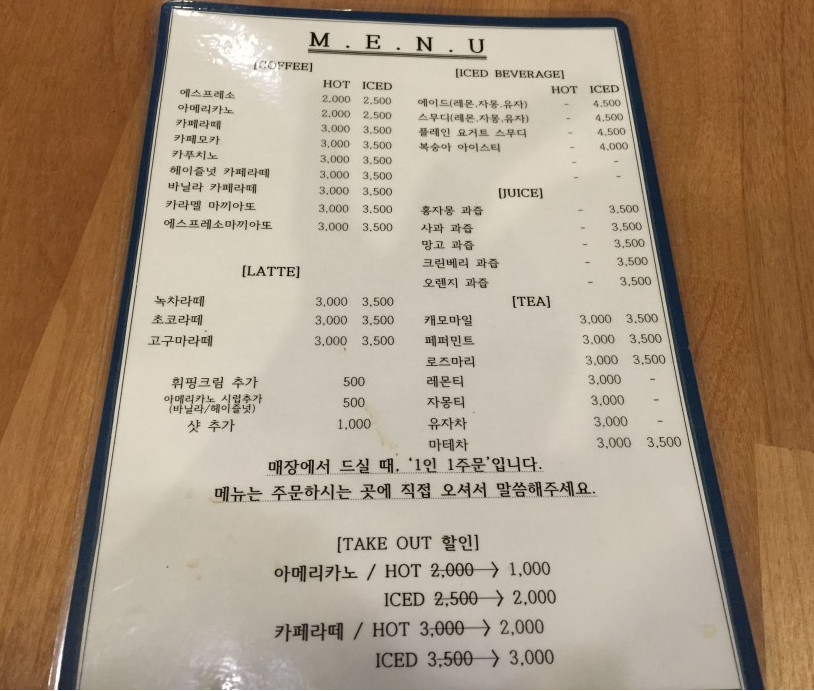 M . E . N . U
[COFFEE]
HOT ICED
에스프레소 2,000 2,500
아메리카노 2,000 2,500
카페라떼 3,000 3,500
카페모카 3,000 3,500
카푸치노 3,000 3,500
헤이즐넛 카페라떼 3,000 3,500
바닐라 카페라떼 3,000 3,500
카라멜 마끼아또 3,000 3,500
에스프레소마끼아또 3,000 3,500
[LATTE]
녹차라떼 3,000 3,500
초코라떼 3,000 3,500
고구마라떼 3,000 3,500
휘핑크림 추가 500
아메리카노 시럽추가 500
(바닐라/헤이즐넛)
샷 추가 1,000
[ICED BEVERAGE]
HOT ICED
에이드(레몬.자몽.유자) - 4,500
스무디(레몬.자몽.유자) - 4,500
플레인 요거트 스무디 - 4,500
복숭아 아이스티 - 4,000
- -
- -
[JUICE]
홍자몽 과즙 - 3,500
사과 과즙 - 3,500
망고 과즙 - 3,500
크린베리 과즙 - 3,500
오렌지 과즙 - 3,500
[TEA]
캐모마일 3,000 3,500
페퍼민트 3,000 3,500
로즈마리 3,000 3,500
레몬티 3,000 -
자몽티 3,000 -
유자차 3,000 -
마테차 3,000 3,500
매장에서 드실 때, '1인 1주문'입니다.
메뉴는 주문하시는 곳에 직접 오셔서 말씀해주세요.
[TAKE OUT 할인]
아메리카노 / HOT 2,000 → 1,000
ICED 2,500 → 2,000
카페라떼 / HOT 3,000 → 2,000
ICED 3,500 → 3,000